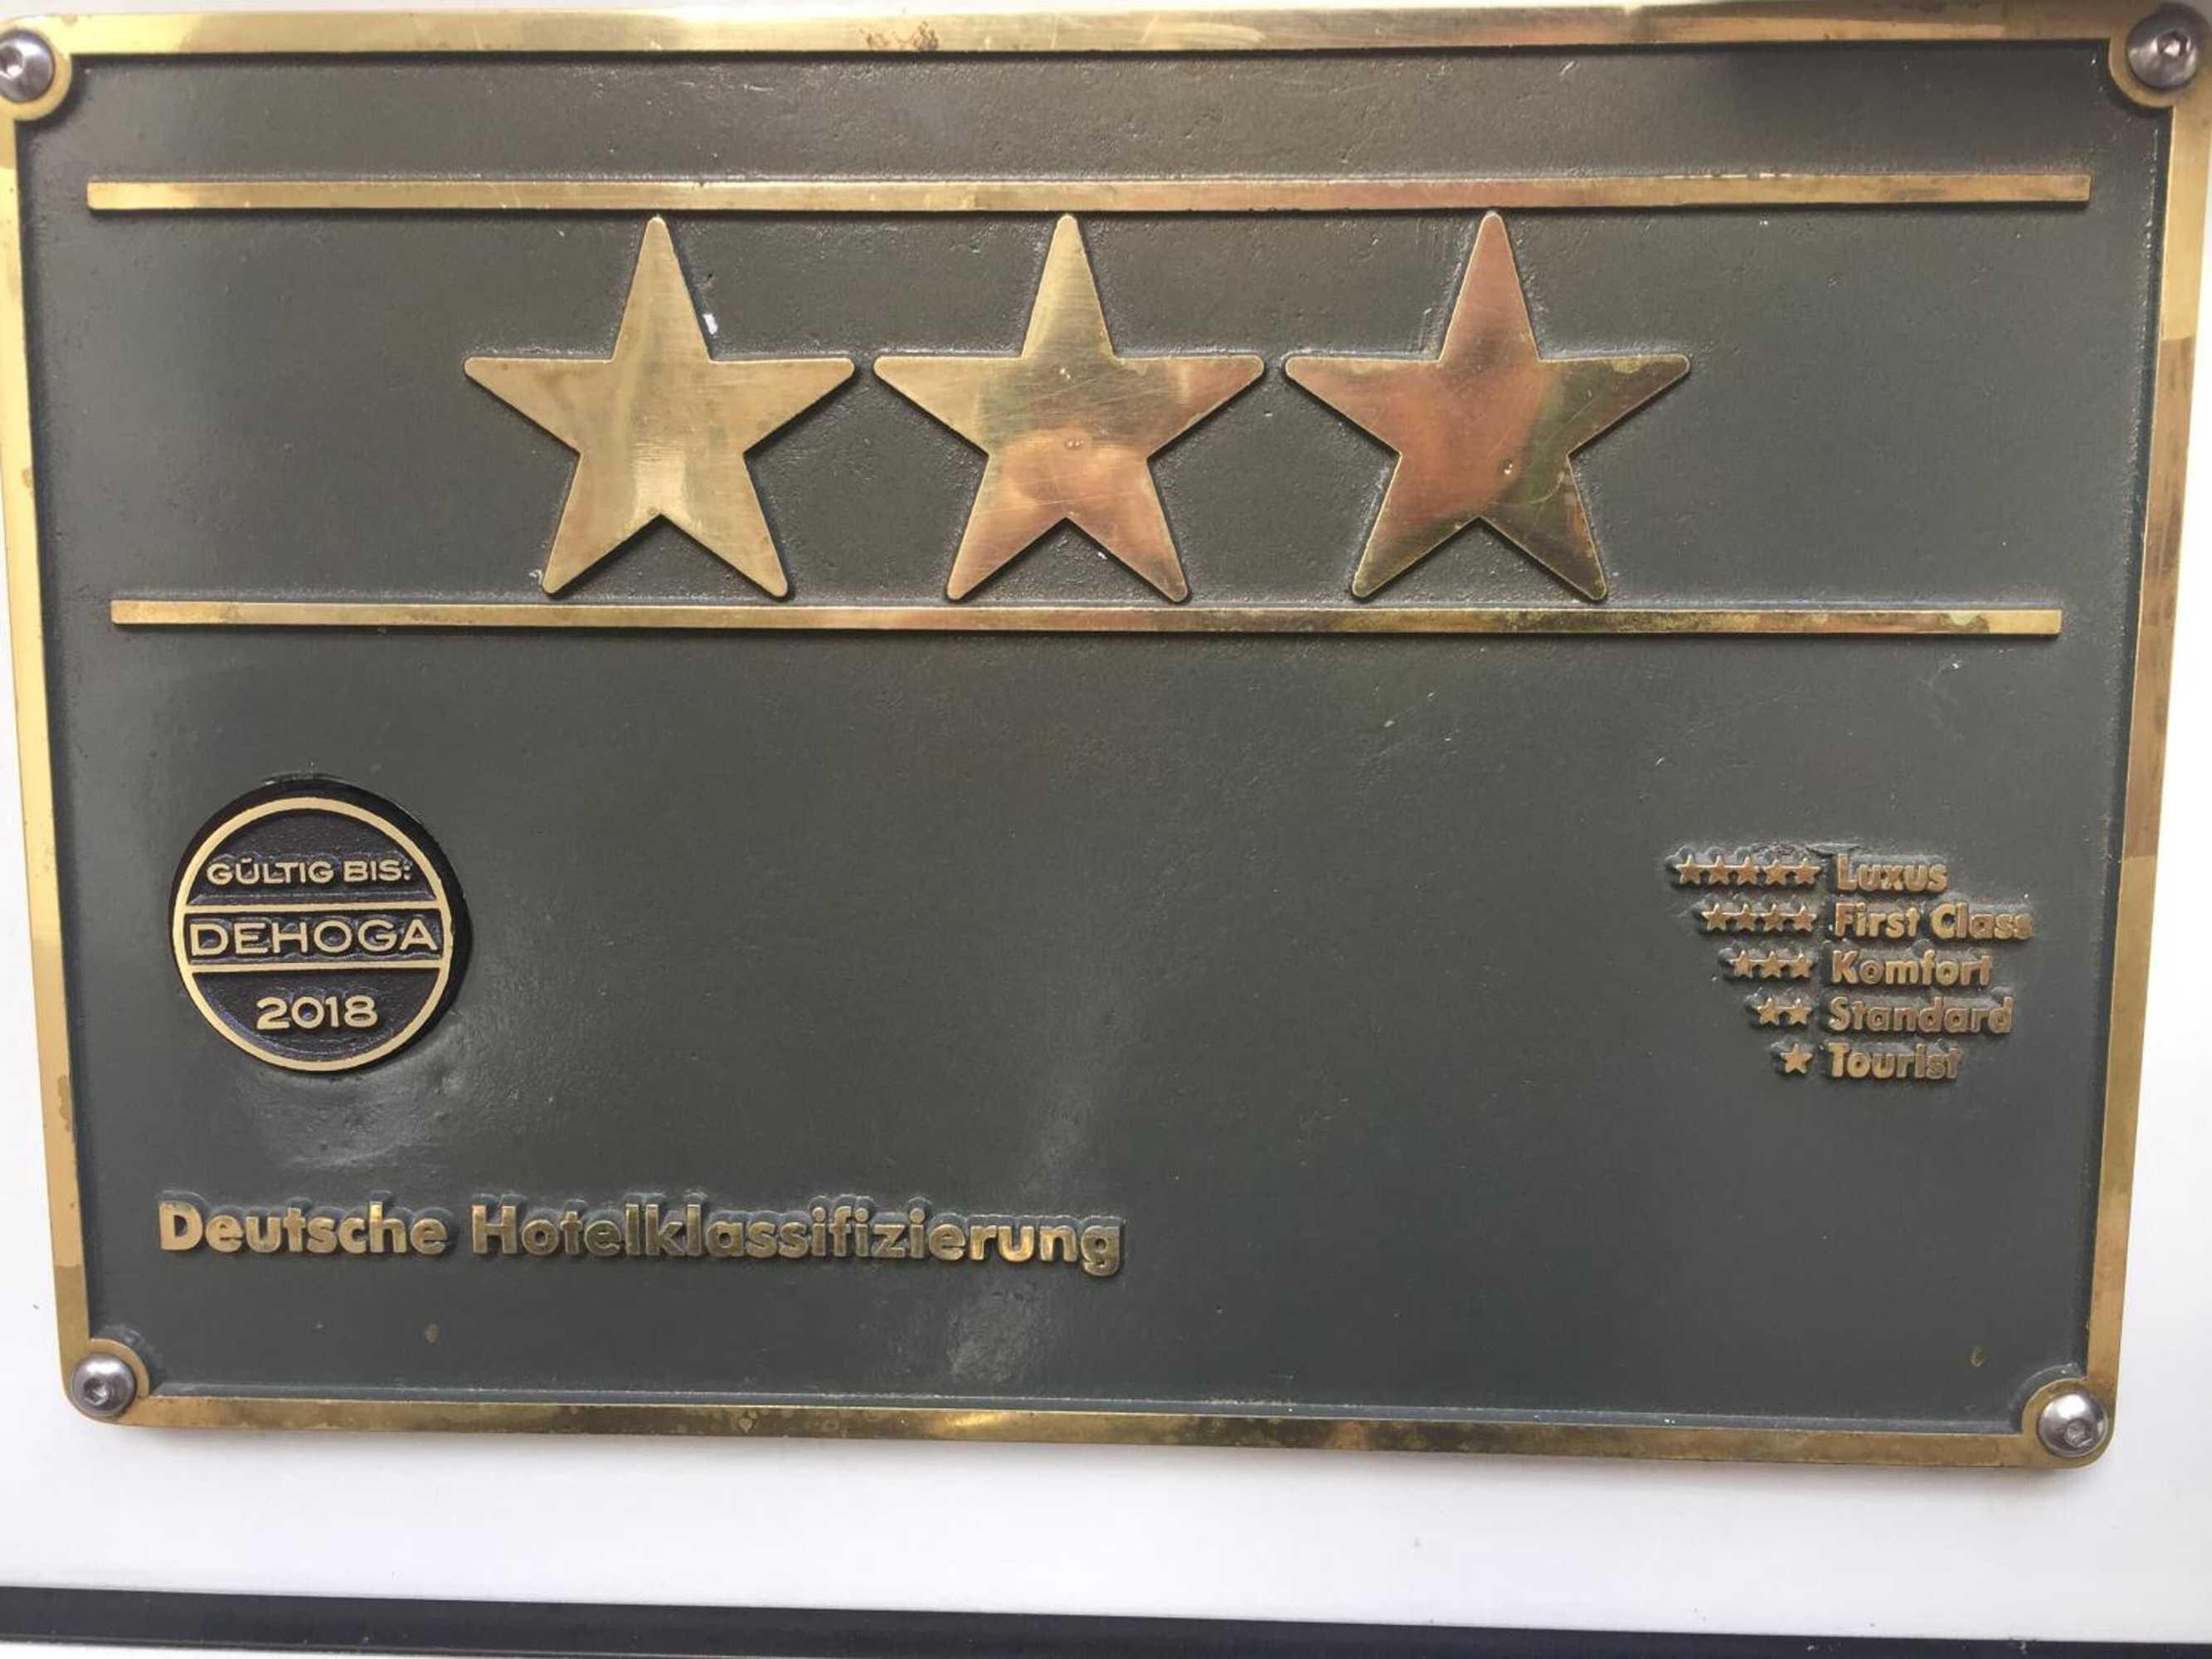 GÜLTIG BIS:
DEHOGA
2018
Luxus
First Class
Komfort
Standard
Tourist
Deutsche Hotelklassifizierung